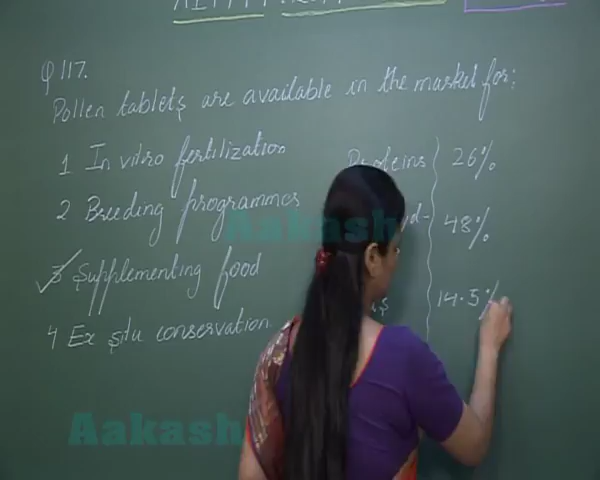 Q 117.
Pollen tablets are available in the market for:
1 In vitro fertilization
2 Breeding programmes
3 Supplementing food
4 Ex situ conservation
Proteins 26%
48%
14.5%
Aakash
Aakash